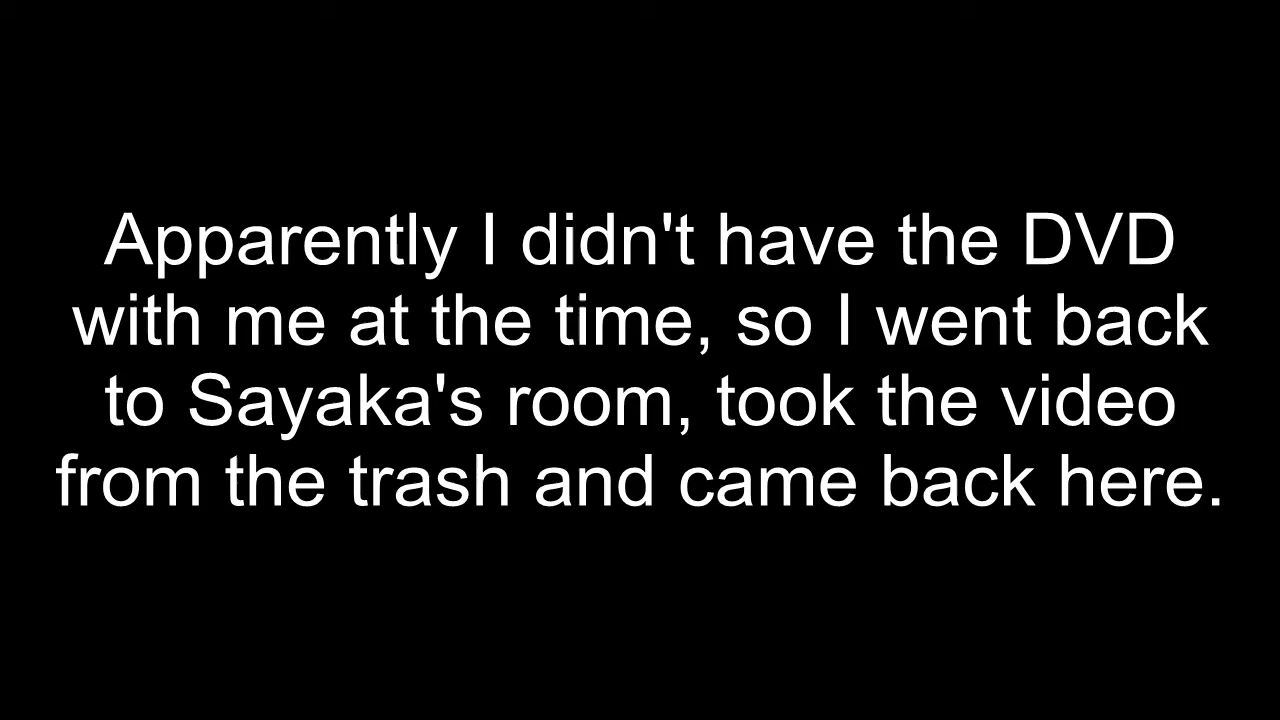 Apparently I didn't have the DVD
with me at the time, so I went back
to Sayaka's room, took the video
from the trash and came back here.